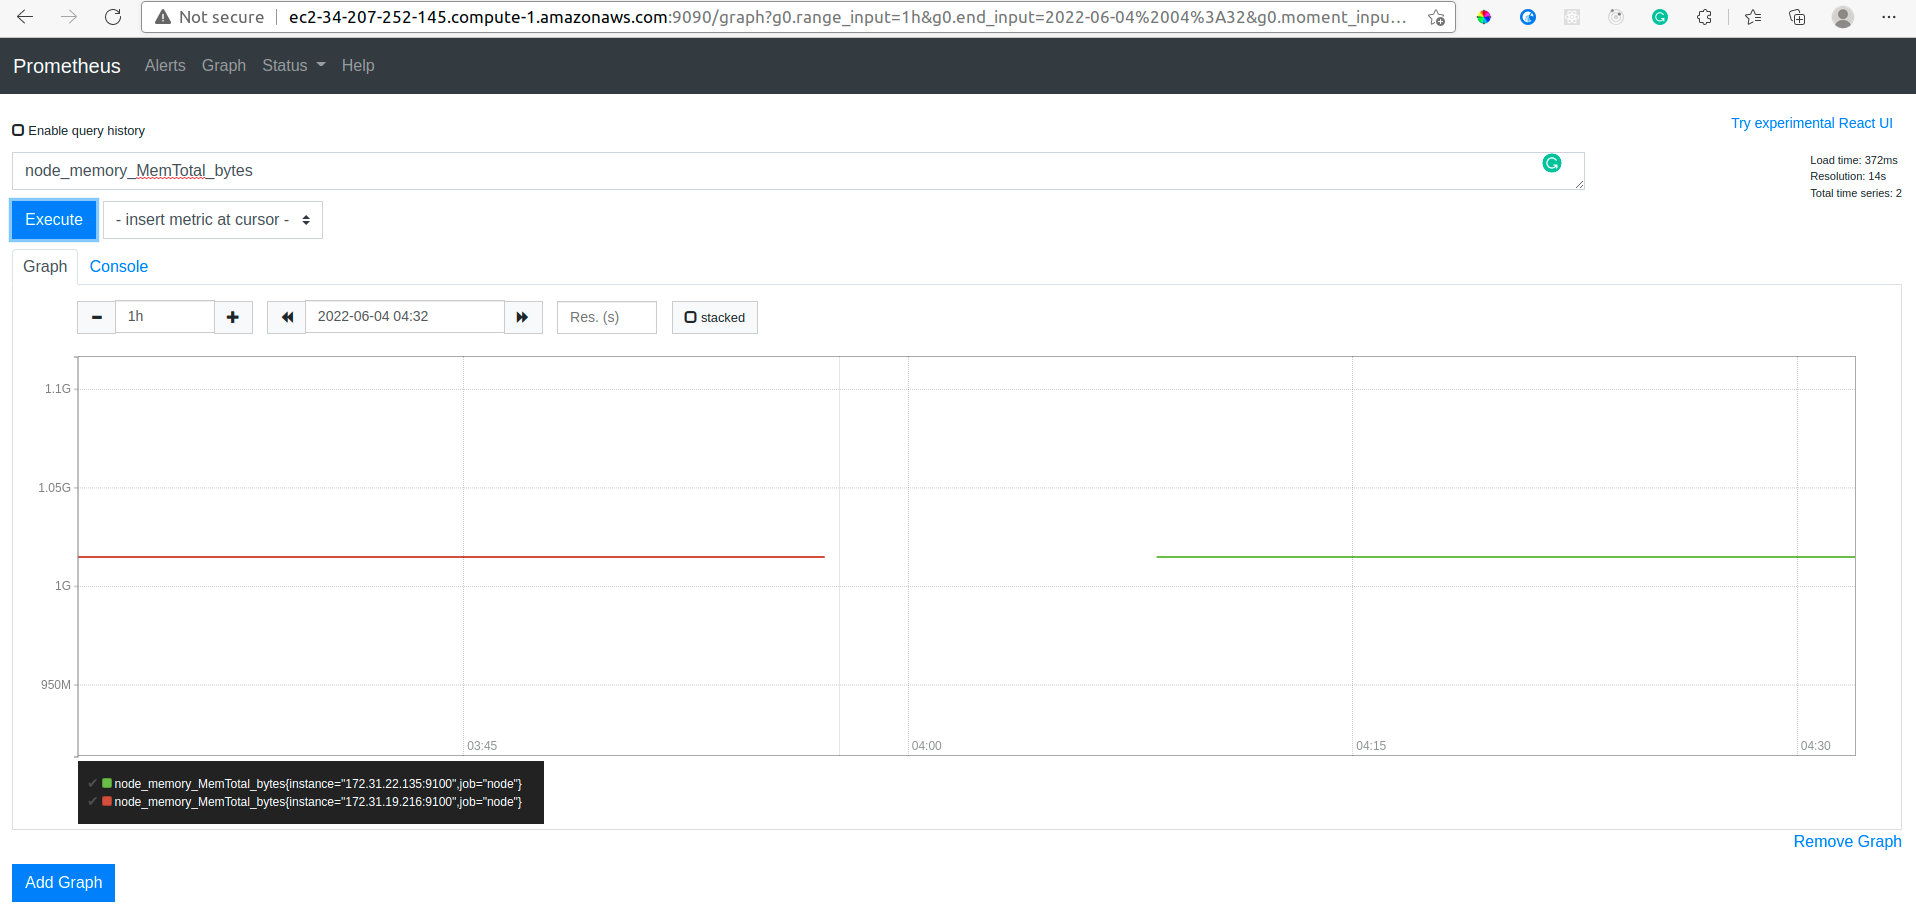 Not secure ec2-34-207-252-145.compute-1.amazonaws.com:9090/graph?g0.range_input=1h&g0.end_input=2022-06-04%2004%3A32&g0.moment_inpu...
Prometheus Alerts Graph Status Help
Enable query history
Try experimental React UI
node_memory_MemTotal_bytes
Load time: 372ms
Resolution: 14s
Total time series: 2
Execute - insert metric at cursor -
Graph Console
1h 2022-06-04 04:32 Res. (s) stacked
1.1G
1.05G
1G
950M
03:45 04:00 04:15 04:30
node_memory_MemTotal_bytes{instance="172.31.22.135:9100",job="node"}
node_memory_MemTotal_bytes{instance="172.31.19.216:9100",job="node"}
Remove Graph
Add Graph